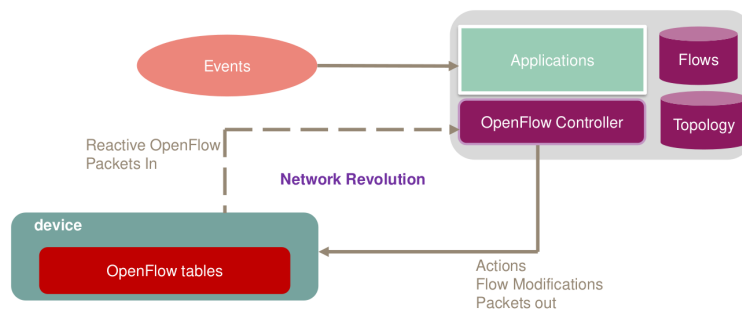 Events
Applications
Flows
OpenFlow Controller
Topology
Reactive OpenFlow
Packets In
Network Revolution
device
OpenFlow tables
Actions
Flow Modifications
Packets out